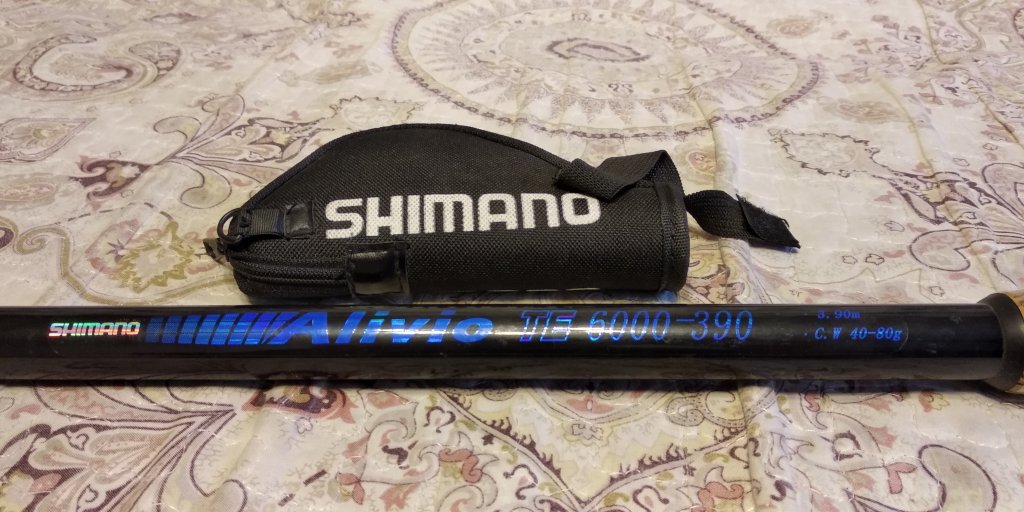 SHIMANO
SHIMANO Alivio TE 6000-390
3.90m
C.W 40-80g